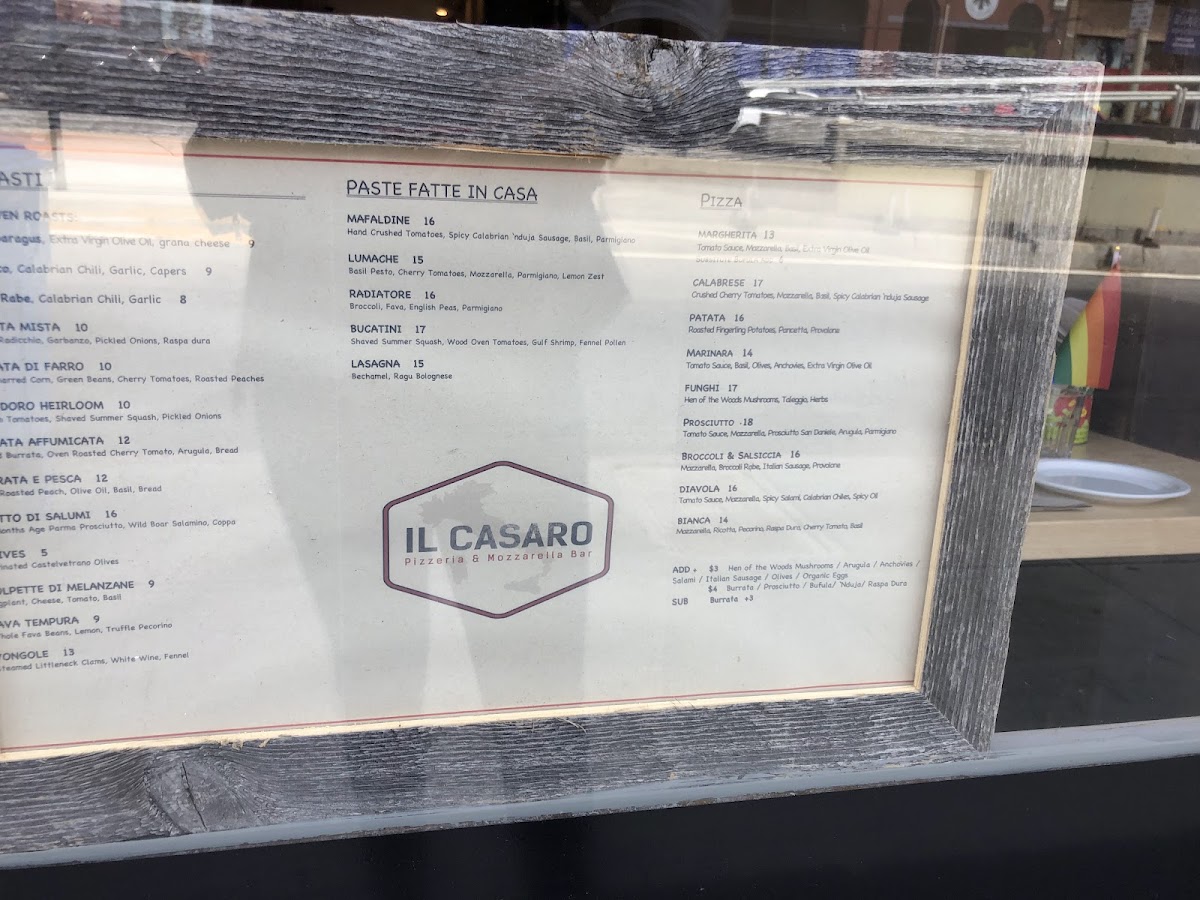 ASTI
EN ROASTS
paragus, Extra Virgin Olive Oil, grana cheese 9
co, Calabrian Chili, Garlic, Capers 9
Rabe, Calabrian Chili, Garlic 8
TA MISTA 10
Radicchio, Garbanzo, Pickled Onions, Raspa dura
ATA DI FARRO 10
arred Corn, Green Beans, Cherry Tomatoes, Roasted Peaches
DORO HEIRLOOM 10
Tomatoes, Shaved Summer Squash, Pickled Onions
ATA AFFUMICATA 12
Burrata, Oven Roasted Cherry Tomato, Arugula, Bread
RATA E PESCA 12
Roasted Peach, Olive Oil, Basil, Bread
TTO DI SALUMI 16
onths Age Parma Prosciutto, Wild Boar Salamino, Coppa
IVES 5
nated Castelvetrano Olives
LPETTE DI MELANZANE 9
gplant, Cheese, Tomato, Basil
AVA TEMPURA 9
hole Fava Beans, Lemon, Truffle Pecorino
VONGOLE 13
teamed Littleneck Clams, White Wine, Fennel
PASTE FATTE IN CASA
MAFALDINE 16
Hand Crushed Tomatoes, Spicy Calabrian 'nduja Sausage, Basil, Parmigiano
LUMACHE 15
Basil Pesto, Cherry Tomatoes, Mozzarella, Parmigiano, Lemon Zest
RADIATORE 16
Broccoli, Fava, English Peas, Parmigiano
BUCATINI 17
Shaved Summer Squash, Wood Oven Tomatoes, Gulf Shrimp, Fennel Pollen
LASAGNA 15
Bechamel, Ragu Bolognese
IL CASARO
Pizzeria & Mozzarella Bar
PIZZA
MARGHERITA 13
Tomato Sauce, Mozzarella, Basil, Extra Virgin Olive Oil
CALABRESE 17
Crushed Cherry Tomatoes, Mozzarella, Basil, Spicy Calabrian 'nduja Sausage
PATATA 16
Roasted Fingerling Potatoes, Pancetta, Provolone
MARINARA 14
Tomato Sauce, Basil, Olives, Anchovies, Extra Virgin Olive Oil
FUNGHI 17
Hen of the Woods Mushrooms, Taleggio, Herbs
PROSCIUTTO 18
Tomato Sauce, Mozzarella, Prosciutto San Daniele, Arugula, Parmigiano
BROCCOLI & SALSICCIA 16
Mozzarella, Broccoli Rabe, Italian Sausage, Provolone
DIAVOLA 16
Tomato Sauce, Mozzarella, Spicy Salami, Calabrian Chiles, Spicy Oil
BIANCA 14
Mozzarella, Ricotta, Pecorino, Raspa Dura, Cherry Tomato, Basil
ADD + $3 Hen of the Woods Mushrooms / Arugula / Anchovies /
Salami / Italian Sausage / Olives / Organic Eggs
$4 Burrata / Prosciutto / Bufula/ 'Nduja/ Raspa Dura
SUB Burrata +3